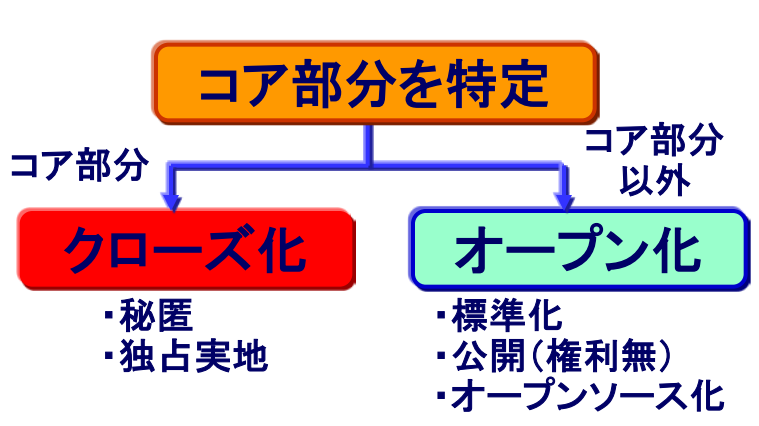 コア部分を特定
コア部分
コア部分
以外
クローズ化
オープン化
・秘匿
・独占実地
・標準化
・公開（権利無）
・オープンソース化